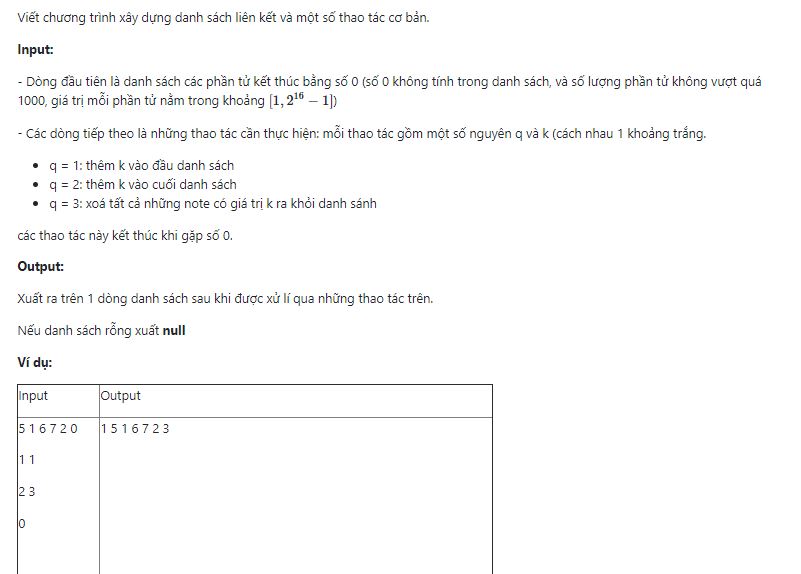 Viết chương trình xây dựng danh sách liên kết và một số thao tác cơ bản.
Input:
- Dòng đầu tiên là danh sách các phần tử kết thúc bằng số 0 (số 0 không tính trong danh sách, và số lượng phần tử không vượt quá
1000, giá trị mỗi phần tử nằm trong khoảng [1, 2^16 − 1])
- Các dòng tiếp theo là những thao tác cần thực hiện: mỗi thao tác gồm một số nguyên q và k (cách nhau 1 khoảng trắng.
• q = 1: thêm k vào đầu danh sách
• q = 2: thêm k vào cuối danh sách
• q = 3: xoá tất cả những note có giá trị k ra khỏi danh sánh
các thao tác này kết thúc khi gặp số 0.
Output:
Xuất ra trên 1 dòng danh sách sau khi được xử lí qua những thao tác trên.
Nếu danh sách rỗng xuất null
Ví dụ:
Input Output
5 1 6 7 2 0 1 5 1 6 7 2 3
1 1
2 3
0